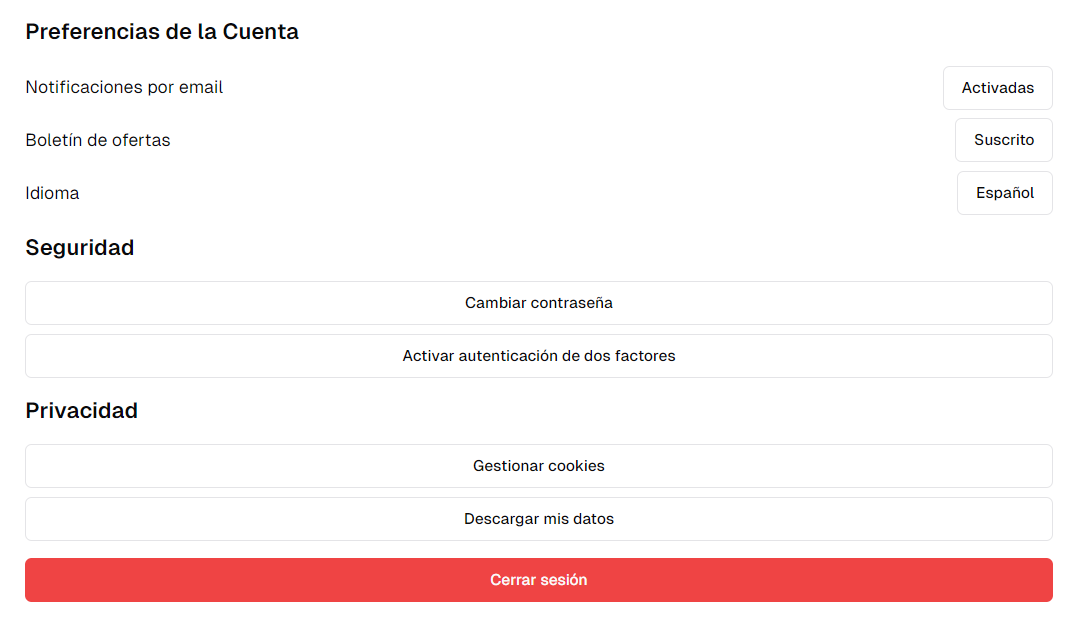 Preferencias de la Cuenta
Notificaciones por email Activadas
Boletín de ofertas Suscrito
Idioma Español
Seguridad
Cambiar contraseña
Activar autenticación de dos factores
Privacidad
Gestionar cookies
Descargar mis datos
Cerrar sesión